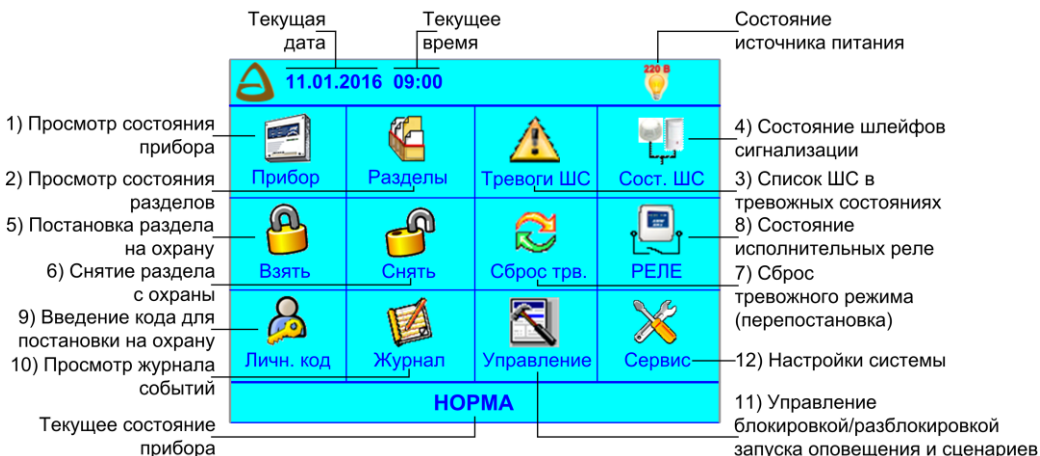 Текущая
дата
Текущее
время
Состояние
источника питания
11.01.2016 09:00
220 В
1) Просмотр состояния
прибора
2) Просмотр состояния
разделов
5) Постановка раздела
на охрану
6) Снятие раздела
с охраны
9) Введение кода для
постановки на охрану
10) Просмотр журнала
событий
Текущее состояние
прибора
Прибор
Разделы
Тревоги ШС
Сост. ШС
Взять
Снять
Сброс трв.
РЕЛЕ
Личн. код
Журнал
Управление
Сервис
НОРМА
4) Состояние шлейфов
сигнализации
3) Список ШС в
тревожных состояниях
8) Состояние
исполнительных реле
7) Сброс
тревожного режима
(перепостановка)
12) Настройки системы
11) Управление
блокировкой/разблокировкой
запуска оповещения и сценариев